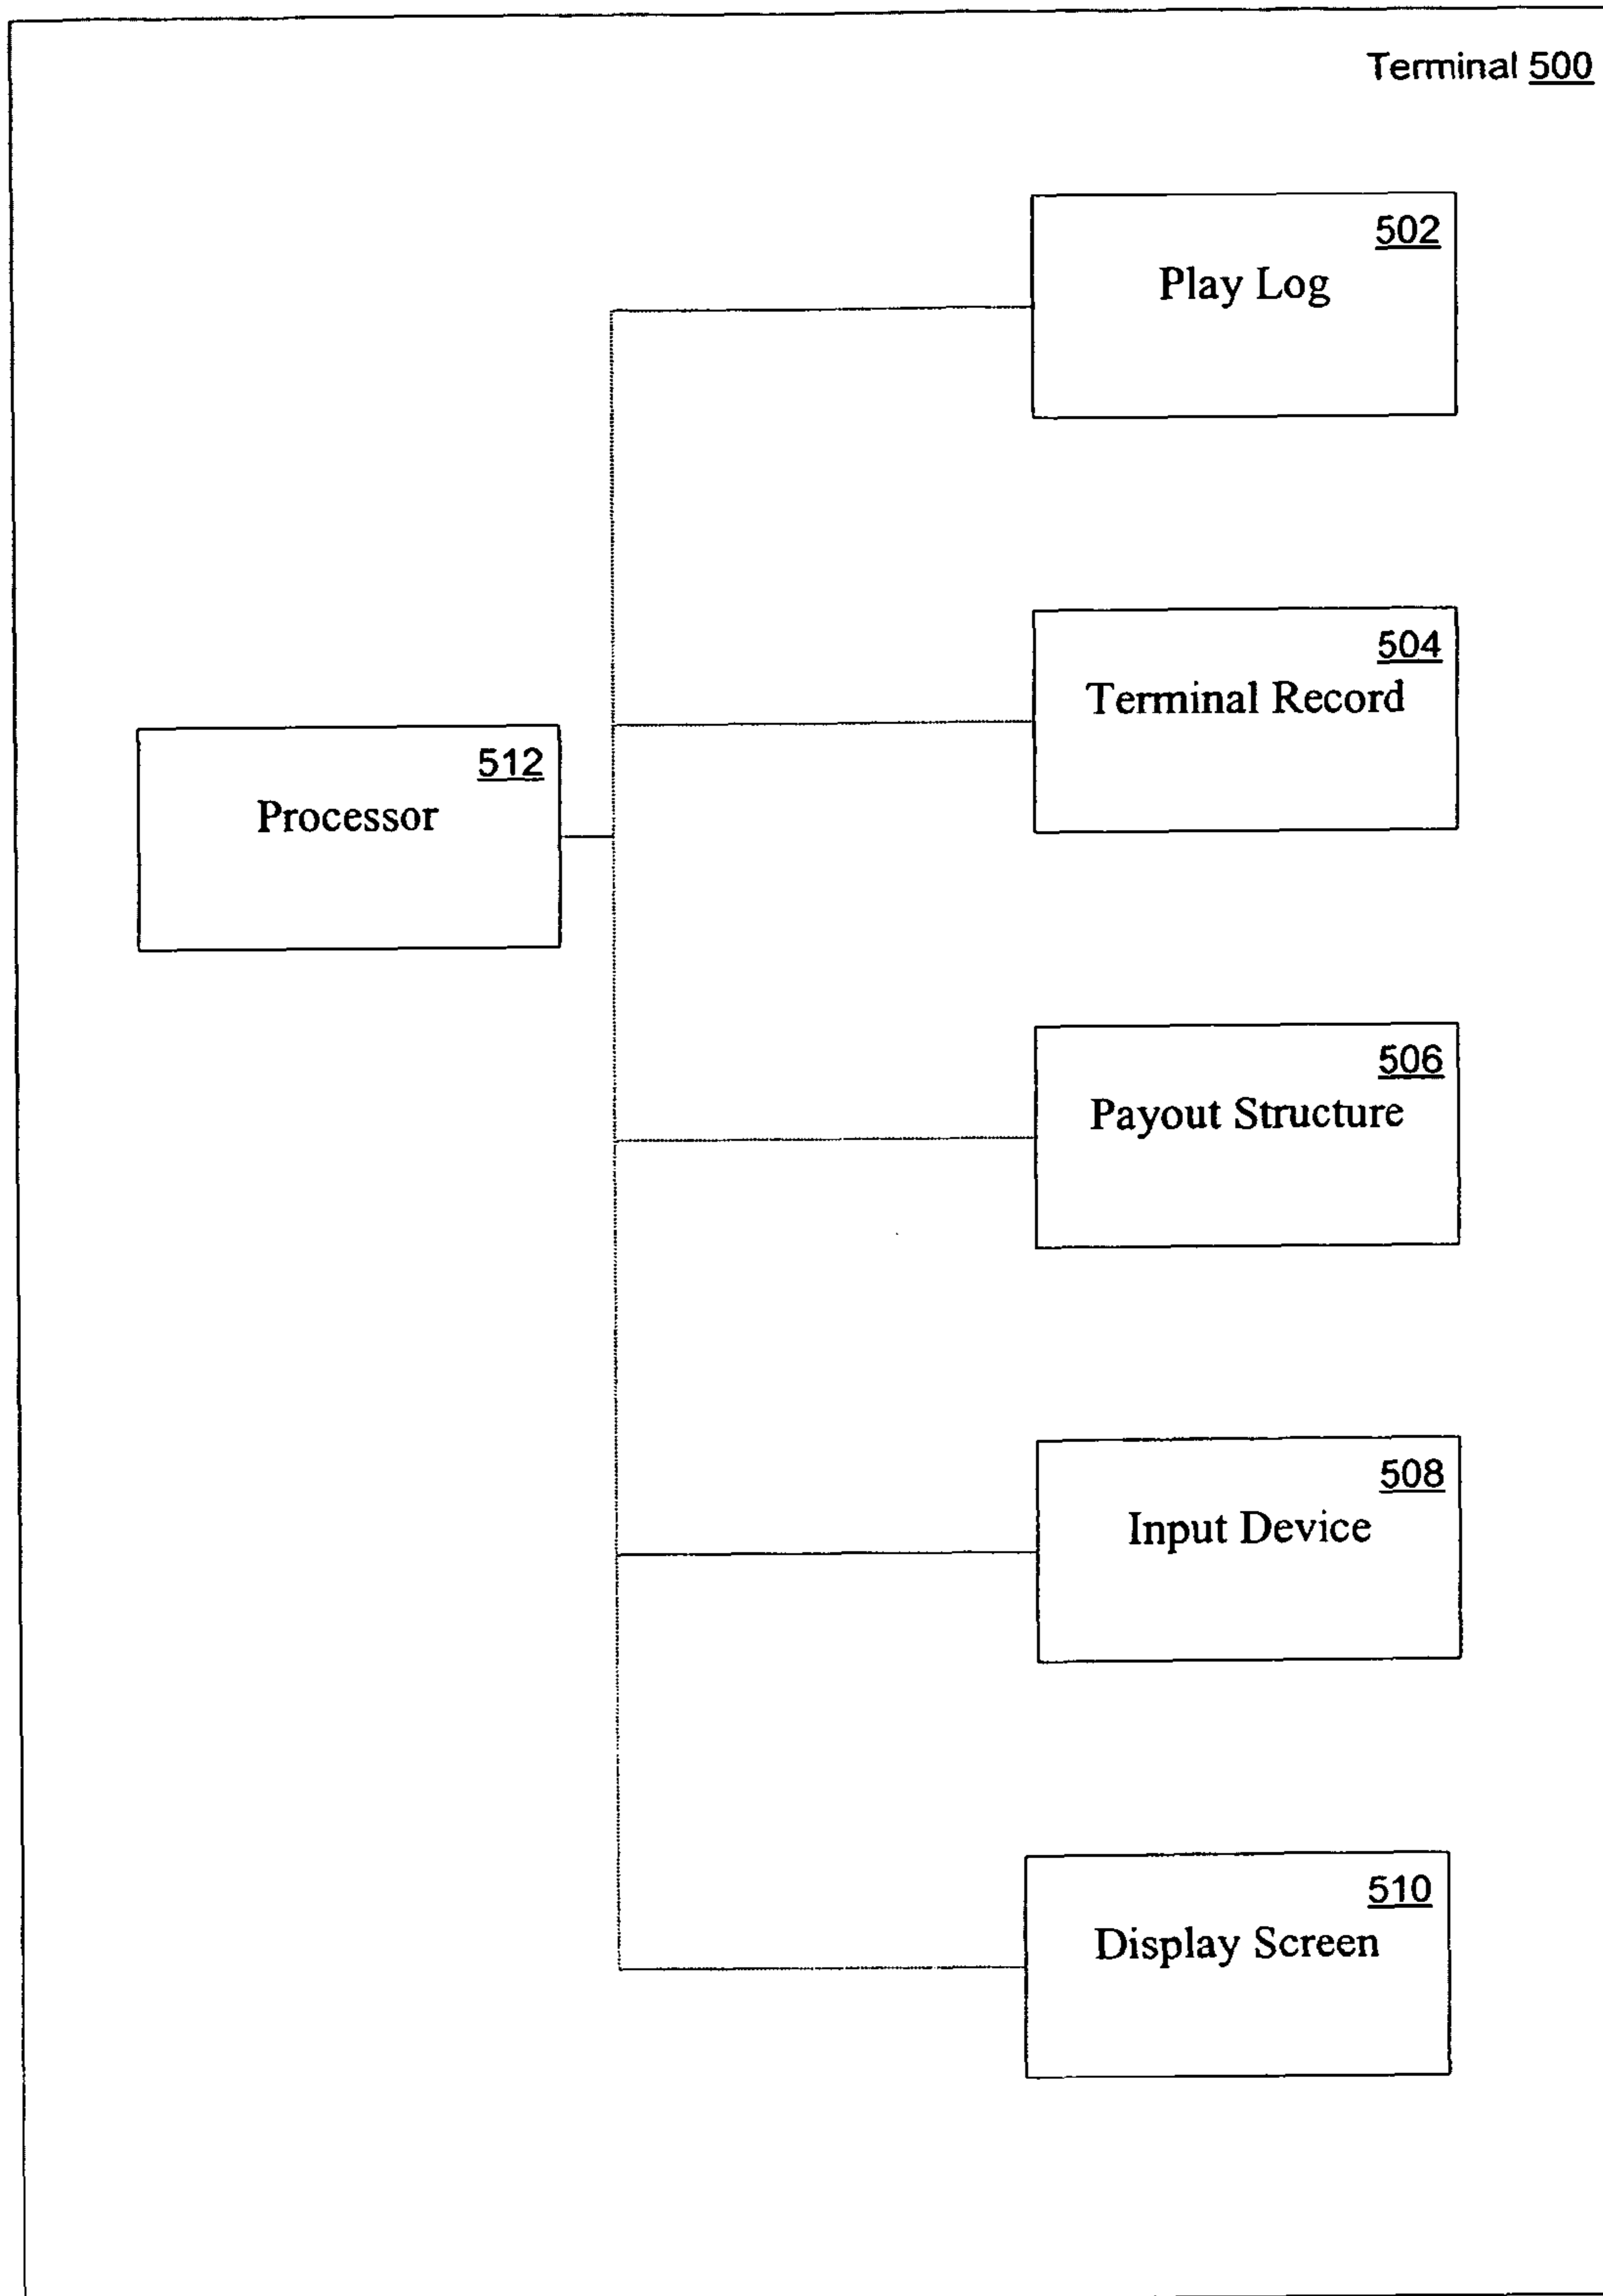 Terminal 500
502
Play Log
504
Terminal Record
512
Processor
506
Payout Structure
508
Input Device
510
Display Screen